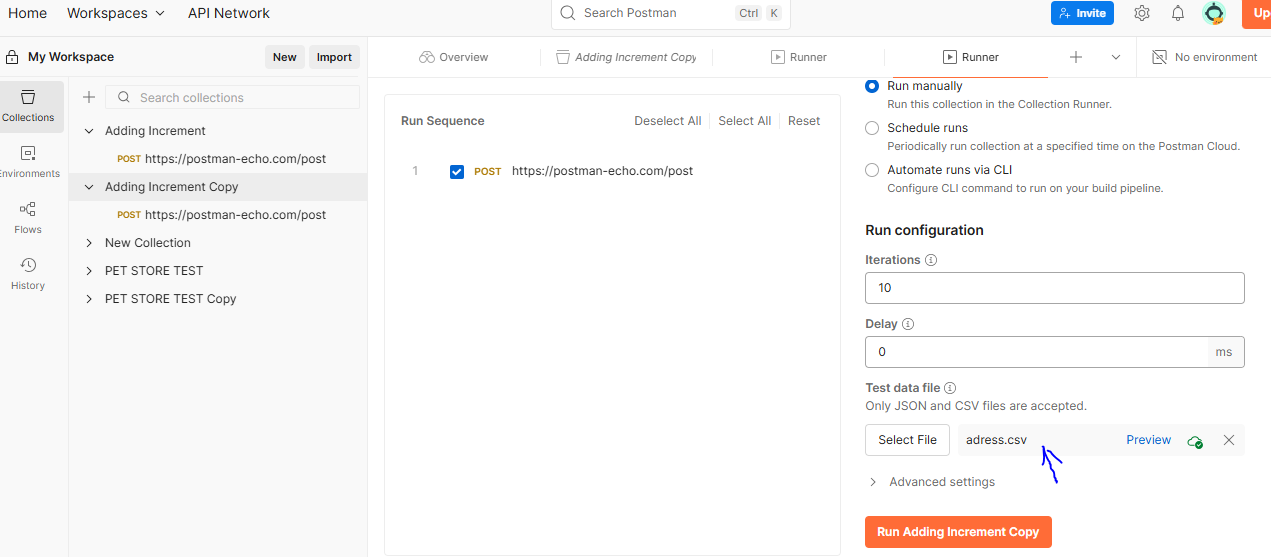 Home Workspaces API Network Search Postman Ctrl K Invite Up
My Workspace New Import Overview Adding Increment Copy Runner Runner No environment
Collections
Environments
Flows
History
Search collections
Adding Increment
POST https://postman-echo.com/post
Adding Increment Copy
POST https://postman-echo.com/post
New Collection
PET STORE TEST
PET STORE TEST Copy
Run Sequence Deselect All Select All Reset
1 POST https://postman-echo.com/post
Run manually
Run this collection in the Collection Runner.
Schedule runs
Periodically run collection at a specified time on the Postman Cloud.
Automate runs via CLI
Configure CLI command to run on your build pipeline.
Run configuration
Iterations
10
Delay
0 ms
Test data file
Only JSON and CSV files are accepted.
Select File adress.csv Preview
Advanced settings
Run Adding Increment Copy